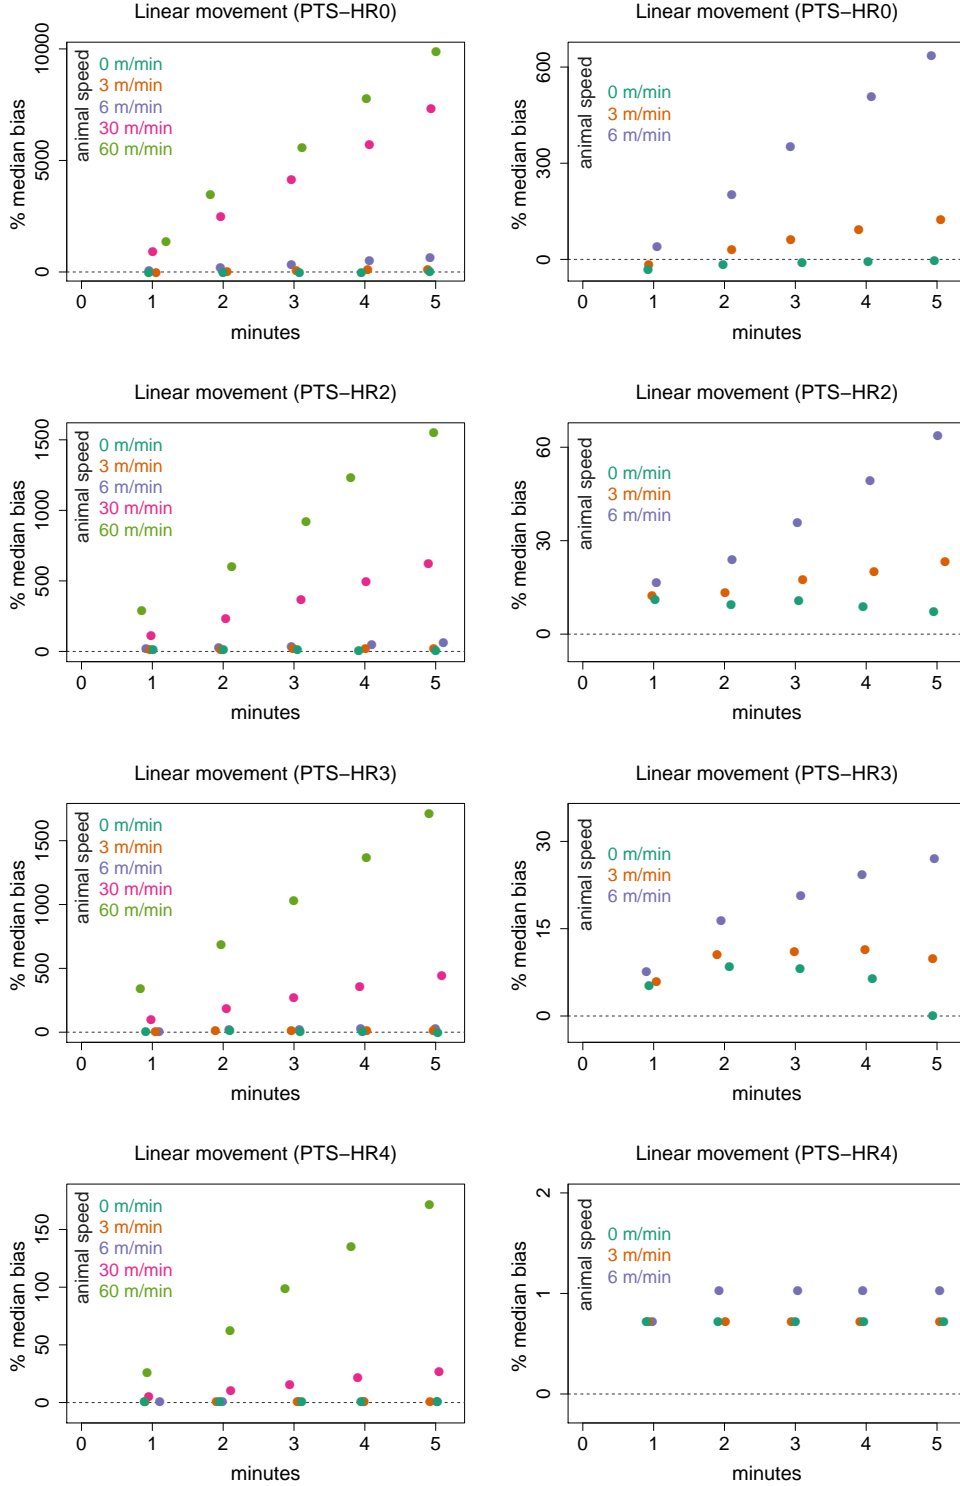 Linear movement (PTS−HR0)
% median bias
0
5000
10000
animal speed
0 m/min
3 m/min
6 m/min
30 m/min
60 m/min
0 1 2 3 4 5
minutes
Linear movement (PTS−HR0)
% median bias
0
300
600
animal speed
0 m/min
3 m/min
6 m/min
0 1 2 3 4 5
minutes
Linear movement (PTS−HR2)
% median bias
0
500
1000
1500
animal speed
0 m/min
3 m/min
6 m/min
30 m/min
60 m/min
0 1 2 3 4 5
minutes
Linear movement (PTS−HR2)
% median bias
0
30
60
animal speed
0 m/min
3 m/min
6 m/min
0 1 2 3 4 5
minutes
Linear movement (PTS−HR3)
% median bias
0
500
1000
1500
animal speed
0 m/min
3 m/min
6 m/min
30 m/min
60 m/min
0 1 2 3 4 5
minutes
Linear movement (PTS−HR3)
% median bias
0
15
30
animal speed
0 m/min
3 m/min
6 m/min
0 1 2 3 4 5
minutes
Linear movement (PTS−HR4)
% median bias
0
50
100
150
animal speed
0 m/min
3 m/min
6 m/min
30 m/min
60 m/min
0 1 2 3 4 5
minutes
Linear movement (PTS−HR4)
% median bias
0
1
2
animal speed
0 m/min
3 m/min
6 m/min
0 1 2 3 4 5
minutes